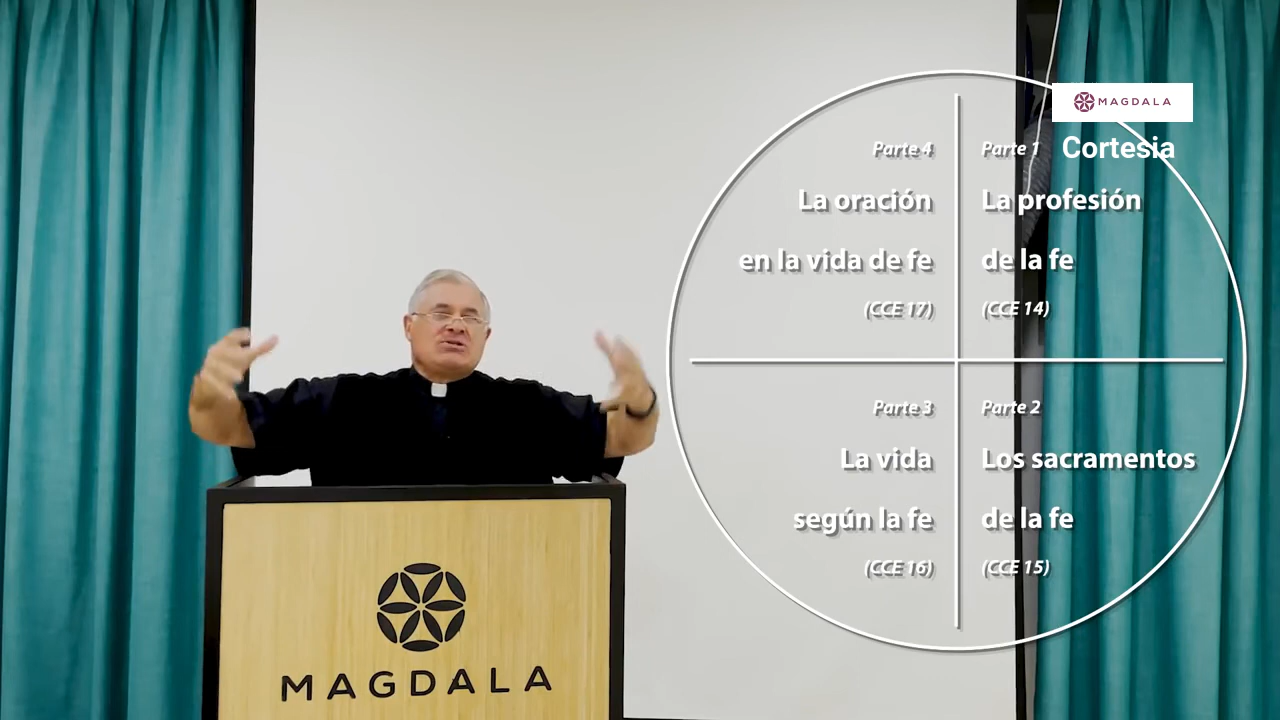 MAGDALA
Cortesia
Parte 4
La oración
en la vida de fe
(CCE 17)
Parte 1
La profesión
de la fe
(CCE 14)
Parte 3
La vida
según la fe
(CCE 16)
Parte 2
Los sacramentos
de la fe
(CCE 15)
MAGDALA